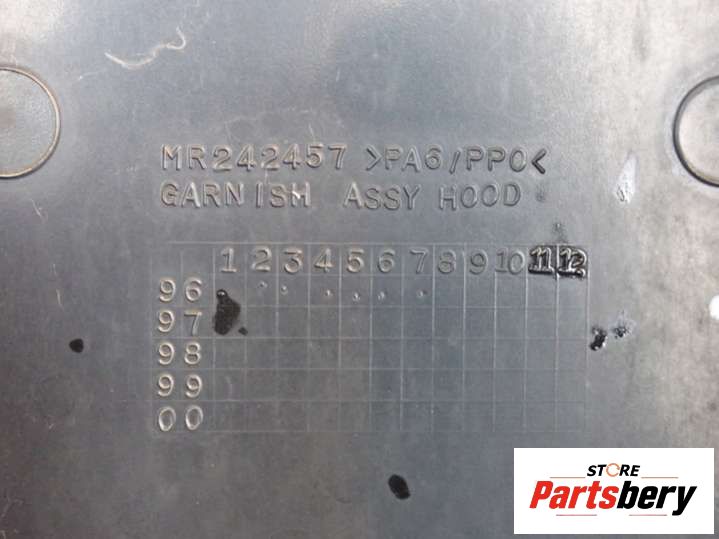 MR242457 >PA6/PPO<
GARNISH ASSY HOOD
1 2 3 4 5 6 7 8 9 10 11 12
96
97
98
99
00
STORE
Partsbery